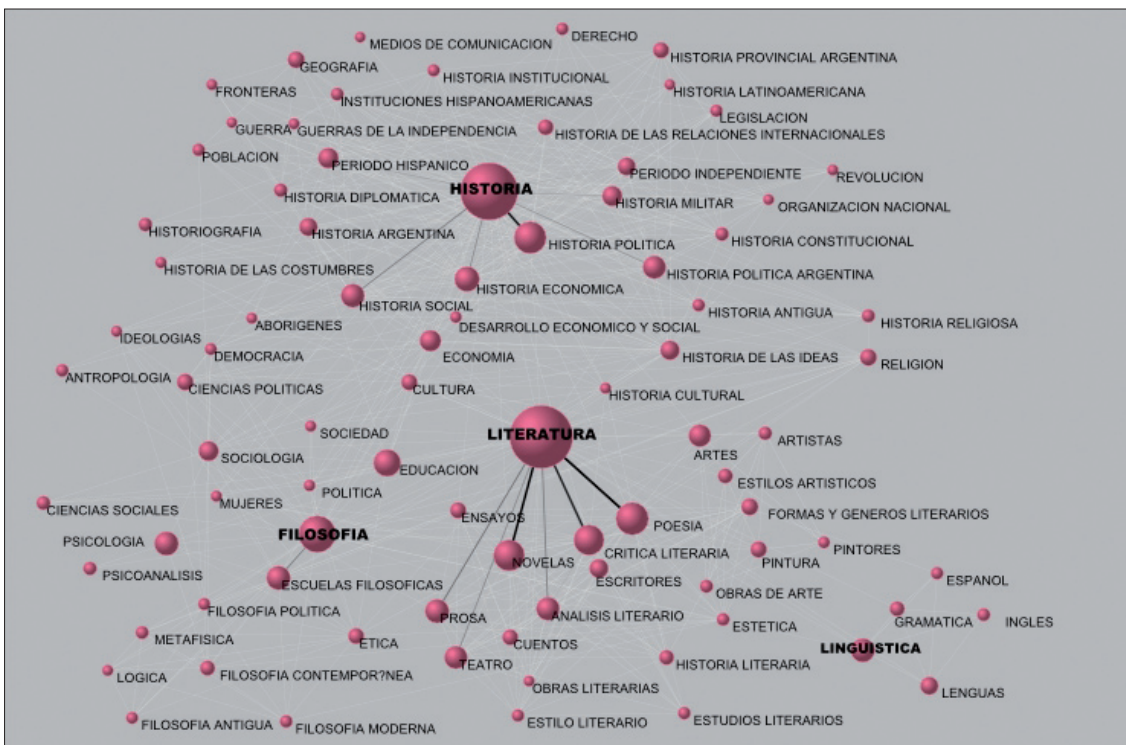 MEDIOS DE COMUNICACION
DERECHO
HISTORIA PROVINCIAL ARGENTINA
GEOGRAFIA
HISTORIA INSTITUCIONAL
FRONTERAS
INSTITUCIONES HISPANOAMERICANAS
HISTORIA LATINOAMERICANA
LEGISLACION
GUERRA
GUERRAS DE LA INDEPENDENCIA
HISTORIA DE LAS RELACIONES INTERNACIONALES
POBLACION
PERIODO HISPANICO
PERIODO INDEPENDIENTE
REVOLUCION
HISTORIA
HISTORIA DIPLOMATICA
HISTORIA MILITAR
ORGANIZACION NACIONAL
HISTORIOGRAFIA
HISTORIA ARGENTINA
HISTORIA POLITICA
HISTORIA CONSTITUCIONAL
HISTORIA DE LAS COSTUMBRES
HISTORIA POLITICA ARGENTINA
HISTORIA ECONOMICA
HISTORIA SOCIAL
HISTORIA ANTIGUA
HISTORIA RELIGIOSA
ABORIGENES
DESARROLLO ECONOMICO Y SOCIAL
IDEOLOGIAS
DEMOCRACIA
ECONOMIA
HISTORIA DE LAS IDEAS
RELIGION
ANTROPOLOGIA
CIENCIAS POLITICAS
CULTURA
HISTORIA CULTURAL
SOCIEDAD
LITERATURA
ARTISTAS
ARTES
SOCIOLOGIA
EDUCACION
ESTILOS ARTISTICOS
POLITICA
MUJERES
CIENCIAS SOCIALES
ENSAYOS
POESIA
FORMAS Y GENEROS LITERARIOS
FILOSOFIA
PSICOLOGIA
NOVELAS
CRITICA LITERARIA
PINTURA
PINTORES
PSICOANALISIS
ESCUELAS FILOSOFICAS
ESCRITORES
ESPANOL
OBRAS DE ARTE
FILOSOFIA POLITICA
PROSA
ANALISIS LITERARIO
ESTETICA
GRAMATICA
INGLES
METAFISICA
ETICA
CUENTOS
LINGUISTICA
TEATRO
HISTORIA LITERARIA
LOGICA
FILOSOFIA CONTEMPOR?NEA
OBRAS LITERARIAS
LENGUAS
FILOSOFIA ANTIGUA
FILOSOFIA MODERNA
ESTILO LITERARIO
ESTUDIOS LITERARIOS